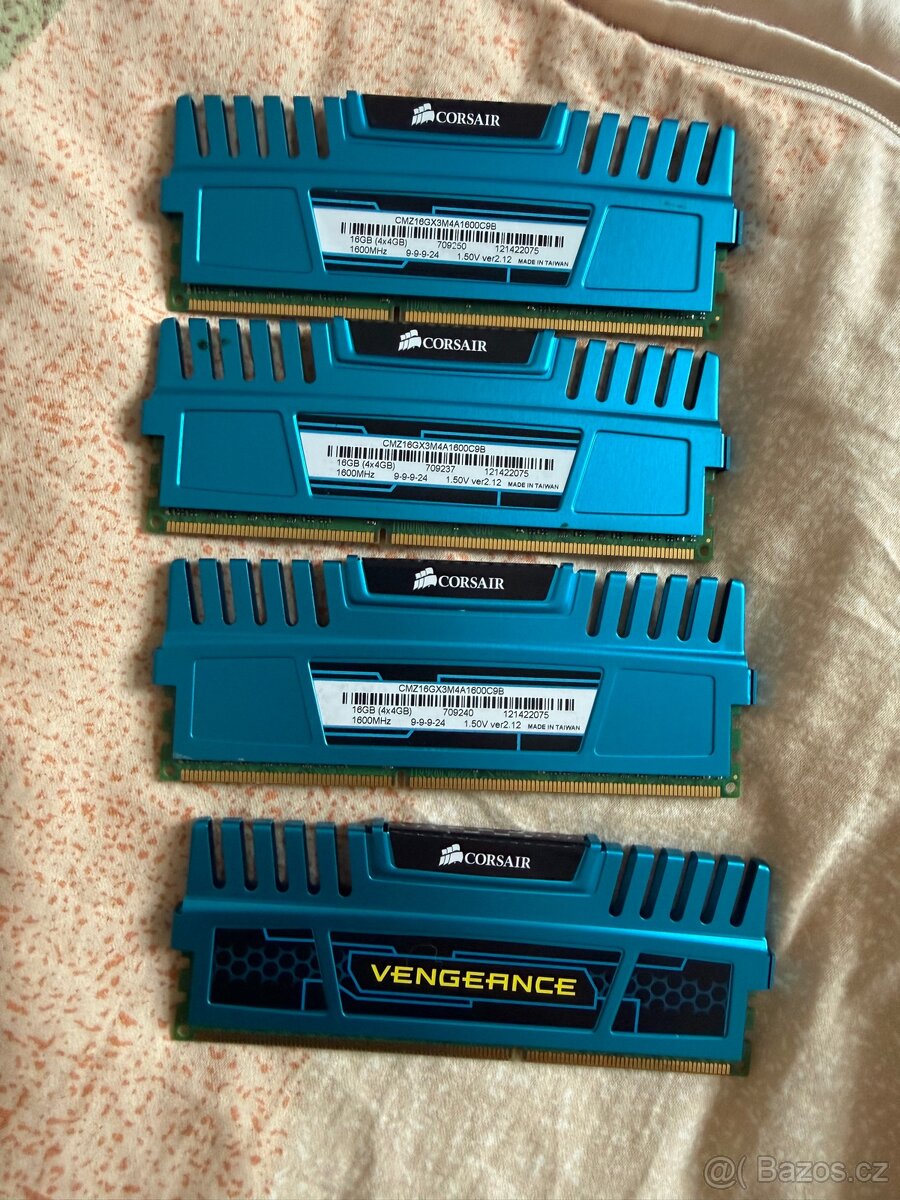 CORSAIR
CMZ16GX3M4A1600C9B
16GB (4x4GB) 709250 121422075
1600MHz 9-9-9-24 1.50V ver2.12 MADE IN TAIWAN
CORSAIR
CMZ16GX3M4A1600C9B
16GB (4x4GB) 709237 121422075
1600MHz 9-9-9-24 1.50V ver2.12 MADE IN TAIWAN
CORSAIR
CMZ16GX3M4A1600C9B
16GB (4x4GB) 709240 121422075
1600MHz 9-9-9-24 1.50V ver2.12 MADE IN TAIWAN
CORSAIR
VENGEANCE
@( Bazos.cz